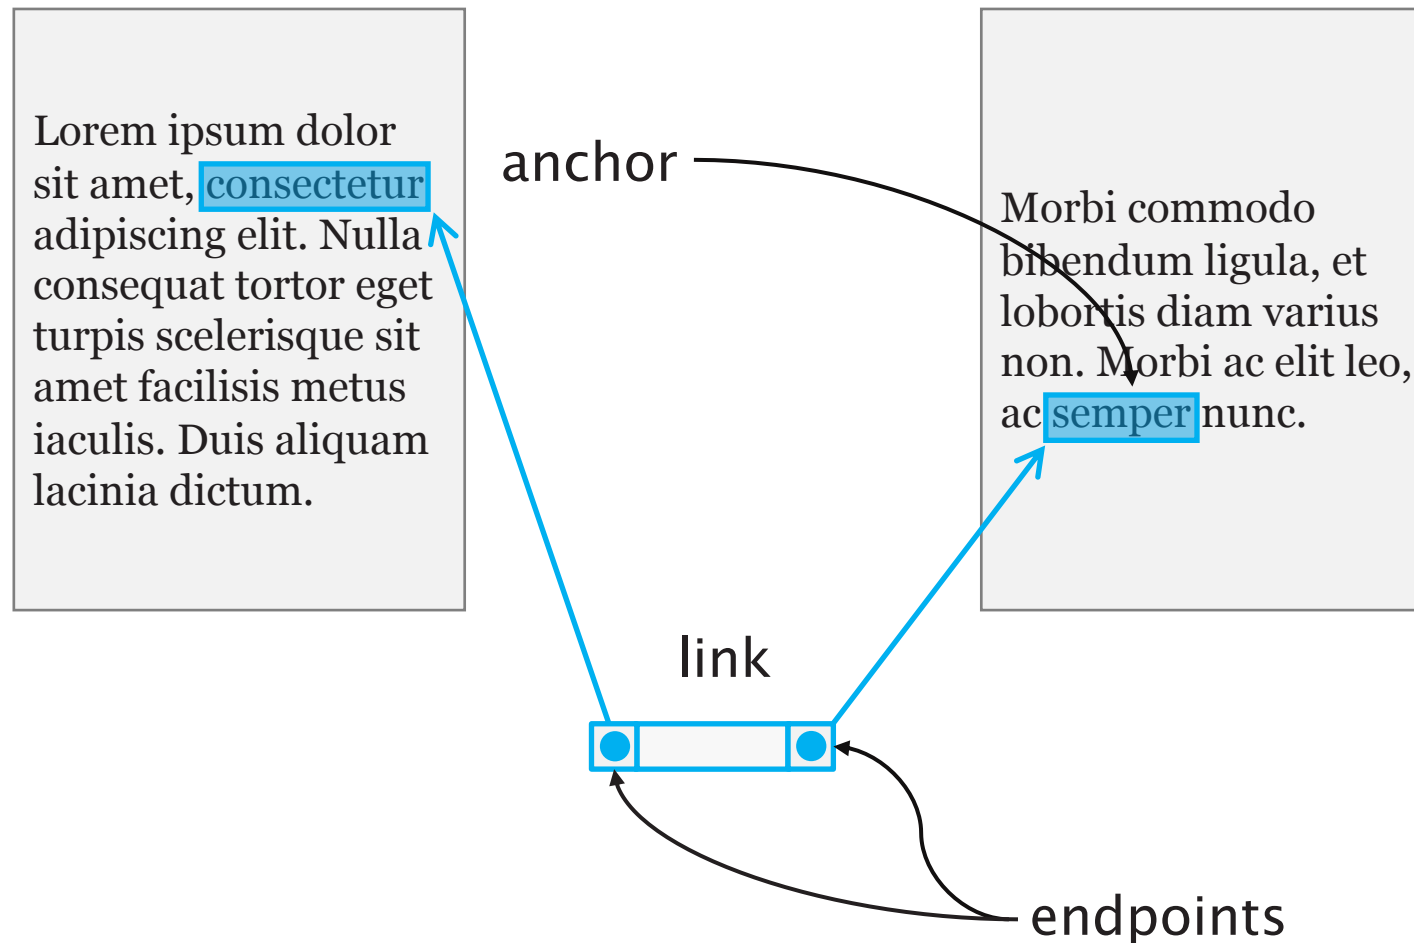 Lorem ipsum dolor
sit amet, consectetur
adipiscing elit. Nulla
consequat tortor eget
turpis scelerisque sit
amet facilisis metus
iaculis. Duis aliquam
lacinia dictum.
anchor
Morbi commodo
bibendum ligula, et
lobortis diam varius
non. Morbi ac elit leo,
ac semper nunc.
link
endpoints